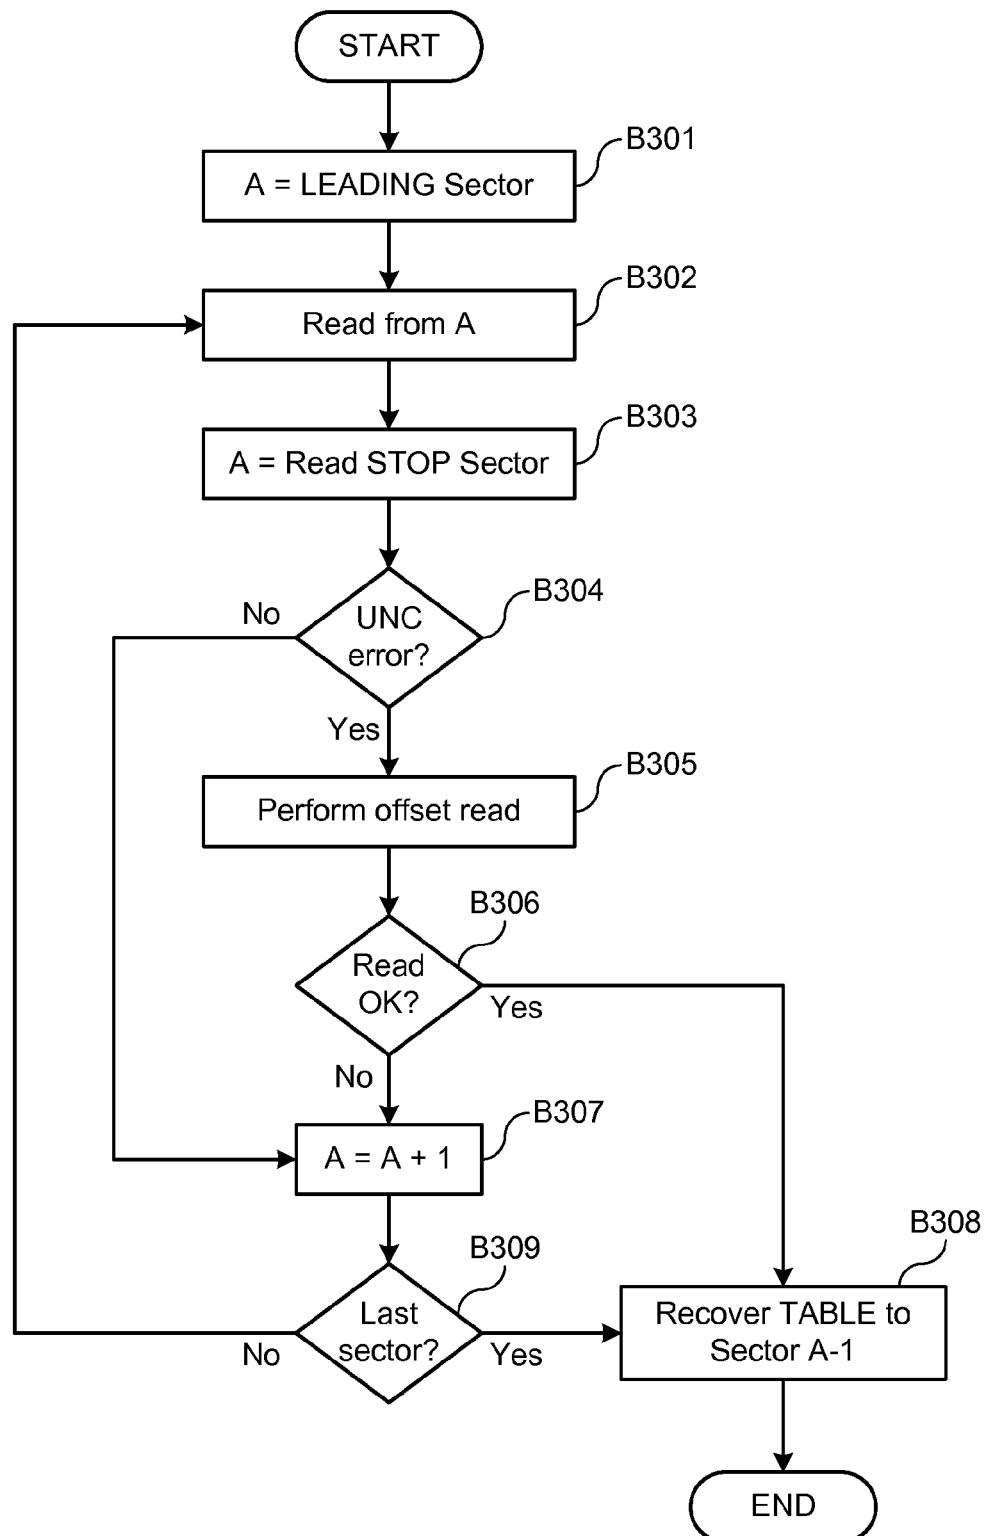 START
B301
A = LEADING Sector
B302
Read from A
B303
A = Read STOP Sector
B304
No
UNC
error?
Yes
B305
Perform offset read
B306
Read
OK?
Yes
No
B307
A = A + 1
B308
B309
Last
sector?
No
Yes
Recover TABLE to
Sector A-1
END